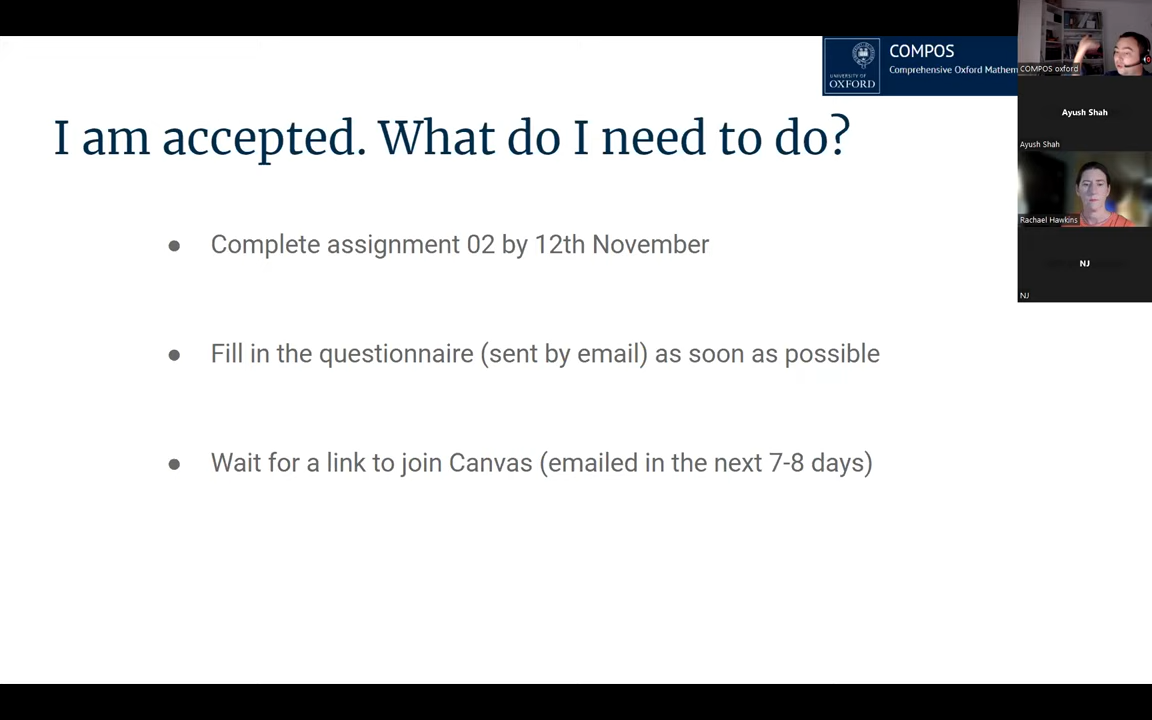 UNIVERSITY OF
OXFORD
COMPOS
Comprehensive Oxford Mathem
I am accepted. What do I need to do?
● Complete assignment 02 by 12th November
● Fill in the questionnaire (sent by email) as soon as possible
● Wait for a link to join Canvas (emailed in the next 7-8 days)
COMPOS oxford
Ayush Shah
Ayush Shah
Rachael Hawkins
NJ
NJ